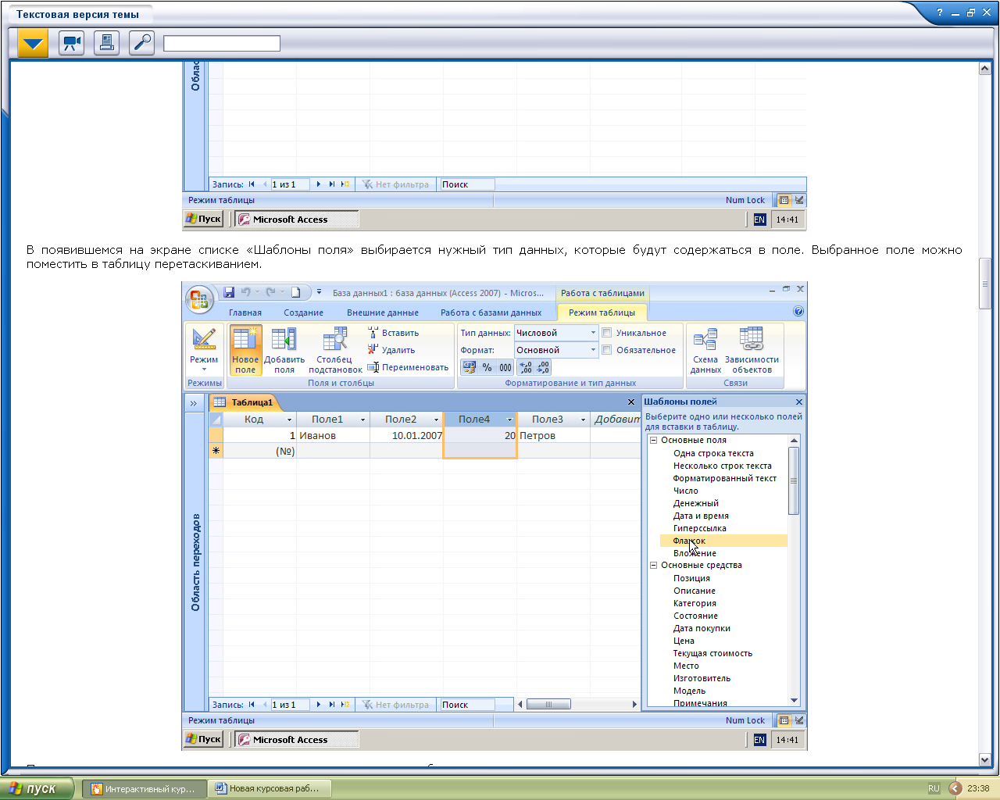 Текстовая версия темы
?
Облас
Запись: 1 из 1 Нет фильтра Поиск
Режим таблицы Num Lock
Пуск Microsoft Access EN 14:41
В появившемся на экране списке «Шаблоны поля» выбирается нужный тип данных, которые будут содержаться в поле. Выбранное поле можно
поместить в таблицу перетаскиванием.
База данных1 : база данных (Access 2007) - Micros... Работа с таблицами
Главная Создание Внешние данные Работа с базами данных Режим таблицы
Режим
Новое поле
Добавить поля
Столбец подстановок
Вставить
Удалить
Переименовать
Тип данных: Числовой Уникальное
Формат: Основной Обязательное
% 000
Схема данных
Зависимости объектов
Режимы Поля и столбцы Форматирование и тип данных Связи
Таблица1
Код Поле1 Поле2 Поле4 Поле3 Добавит
1 Иванов 10.01.2007 20 Петров
(№)
Область переходов
Шаблоны полей
Выберите одно или несколько полей
для вставки в таблицу.
Основные поля
Одна строка текста
Несколько строк текста
Форматированный текст
Число
Денежный
Дата и время
Гиперссылка
Флажок
Вложение
Основные средства
Позиция
Описание
Категория
Состояние
Дата покупки
Цена
Текущая стоимость
Место
Изготовитель
Модель
Примечания
Запись: 1 из 1 Нет фильтра Поиск
Режим таблицы Num Lock
Пуск Microsoft Access EN 14:41
пуск Интерактивный кур... Новая курсовая раб... RU 23:38